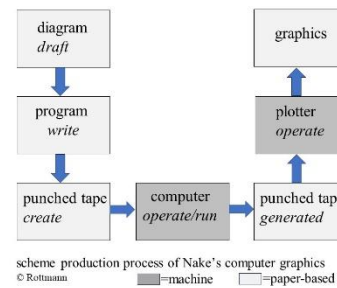 diagram
draft
program
write
punched tape
create
computer
operate/run
punched tap
generated
plotter
operate
graphics
scheme production process of Nake's computer graphics
© Rottmann
=machine
=paper-based